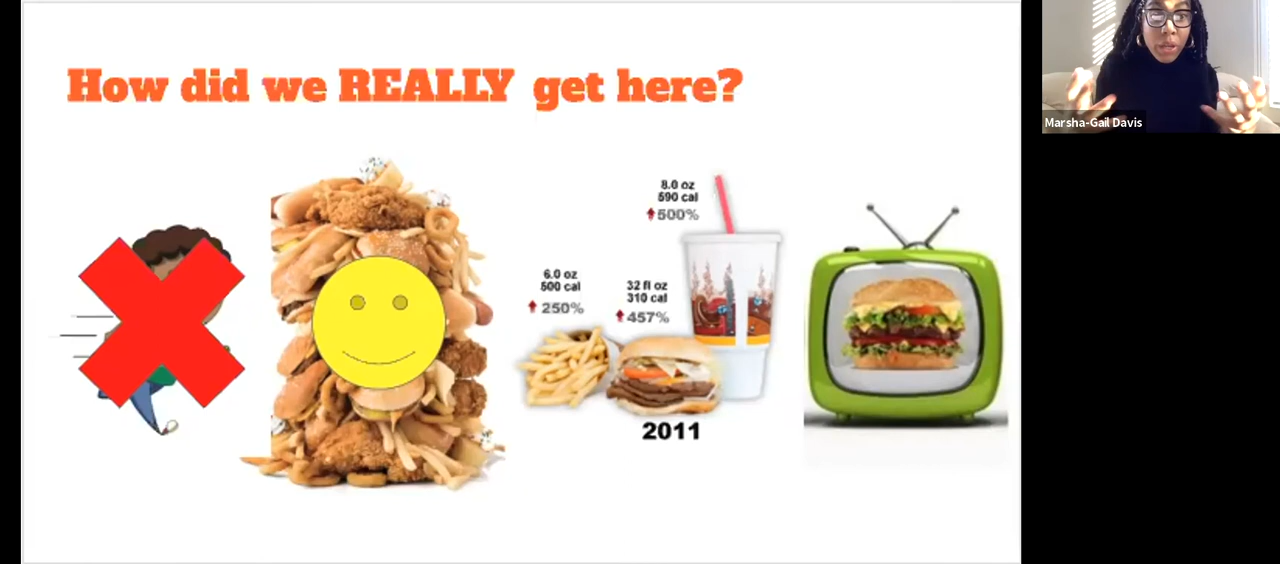 How did we REALLY get here?
Marsha-Gail Davis
8.0 oz
590 cal
500%
6.0 oz
500 cal
250%
32 fl oz
310 cal
457%
2011